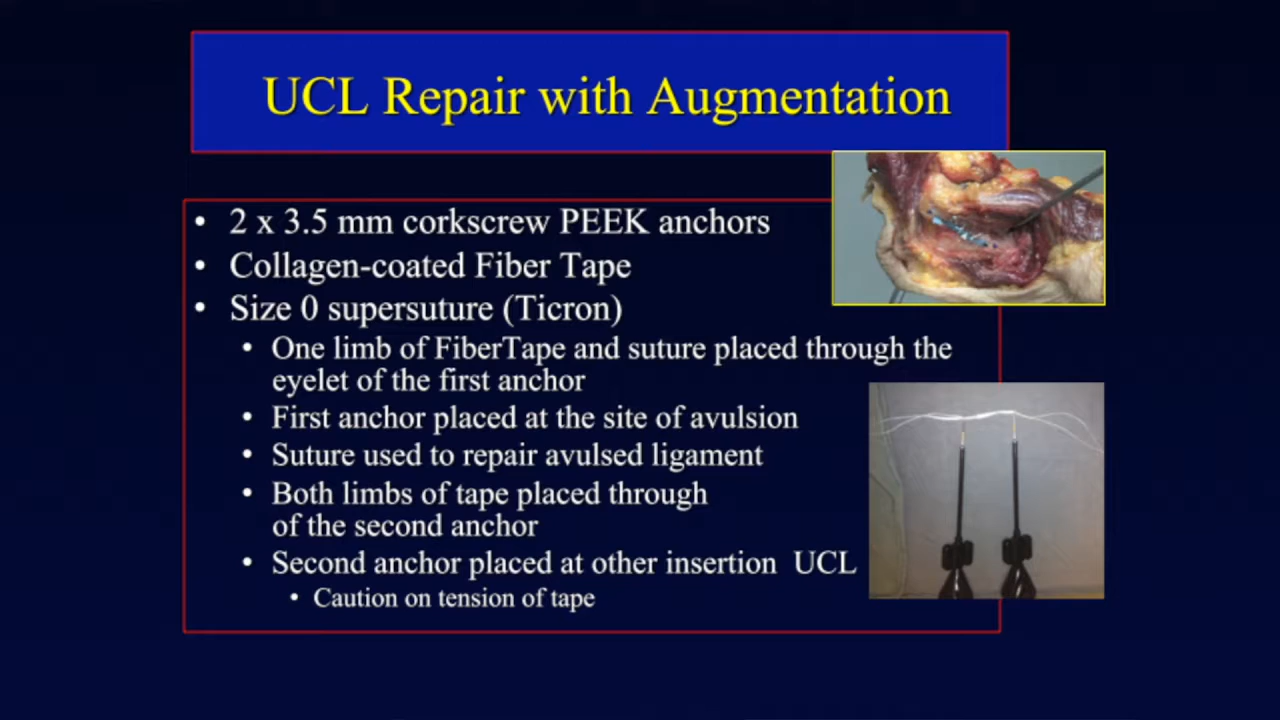 UCL Repair with Augmentation
• 2 x 3.5 mm corkscrew PEEK anchors
• Collagen-coated Fiber Tape
• Size 0 supersuture (Ticron)
• One limb of FiberTape and suture placed through the
eyelet of the first anchor
• First anchor placed at the site of avulsion
• Suture used to repair avulsed ligament
• Both limbs of tape placed through
of the second anchor
• Second anchor placed at other insertion UCL
• Caution on tension of tape